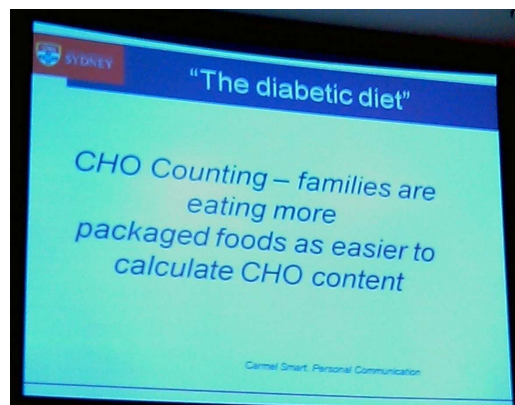 SYDNEY
“The diabetic diet”
CHO Counting – families are
eating more
packaged foods as easier to
calculate CHO content
Carmel Smart, Personal Communication